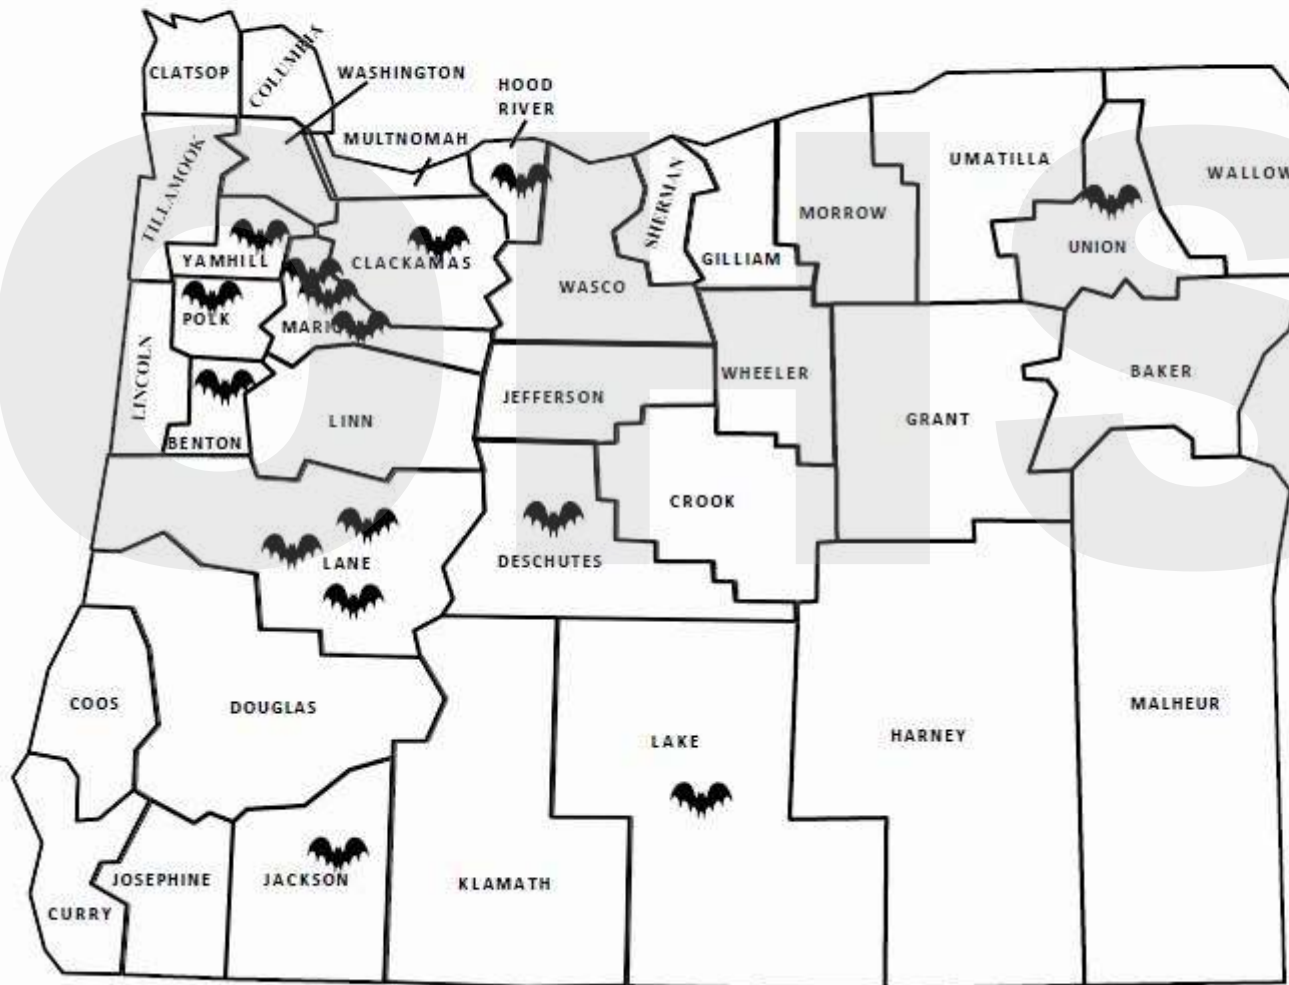 CLATSOP
COLUMBIA
WASHINGTON
HOOD
RIVER
MULTNOMAH
TILLAMOOK
YAMHILL
CLACKAMAS
WASCO
SHERMAN
GILLIAM
MORROW
UMATILLA
UNION
WALLOW
POLK
LINCOLN
BENTON
LINN
JEFFERSON
WHEELER
GRANT
BAKER
LANE
DESCHUTES
CROOK
COOS
DOUGLAS
LAKE
HARNEY
MALHEUR
CURRY
JOSEPHINE
JACKSON
KLAMATH
OHS